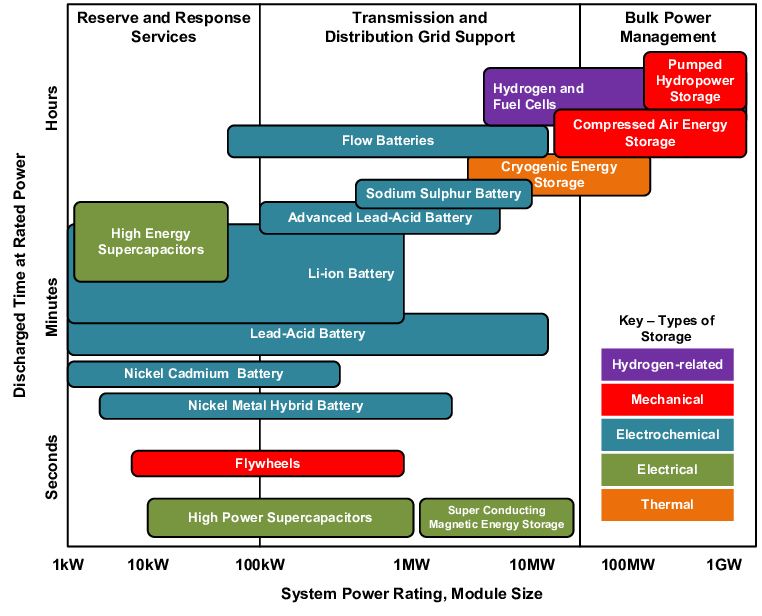 Reserve and Response
Services
Transmission and
Distribution Grid Support
Bulk Power
Management
Pumped
Hydropower
Storage
Hydrogen and
Fuel Cells
Compressed Air Energy
Storage
Flow Batteries
Cryogenic Energy
Storage
Sodium Sulphur Battery
Advanced Lead-Acid Battery
High Energy
Supercapacitors
Li-ion Battery
Lead-Acid Battery
Nickel Cadmium Battery
Nickel Metal Hybrid Battery
Flywheels
High Power Supercapacitors
Super Conducting
Magnetic Energy Storage
Key – Types of
Storage
Hydrogen-related
Mechanical
Electrochemical
Electrical
Thermal
Discharged Time at Rated Power
Hours
Minutes
Seconds
1kW
10kW
100kW
1MW
10MW
100MW
1GW
System Power Rating, Module Size